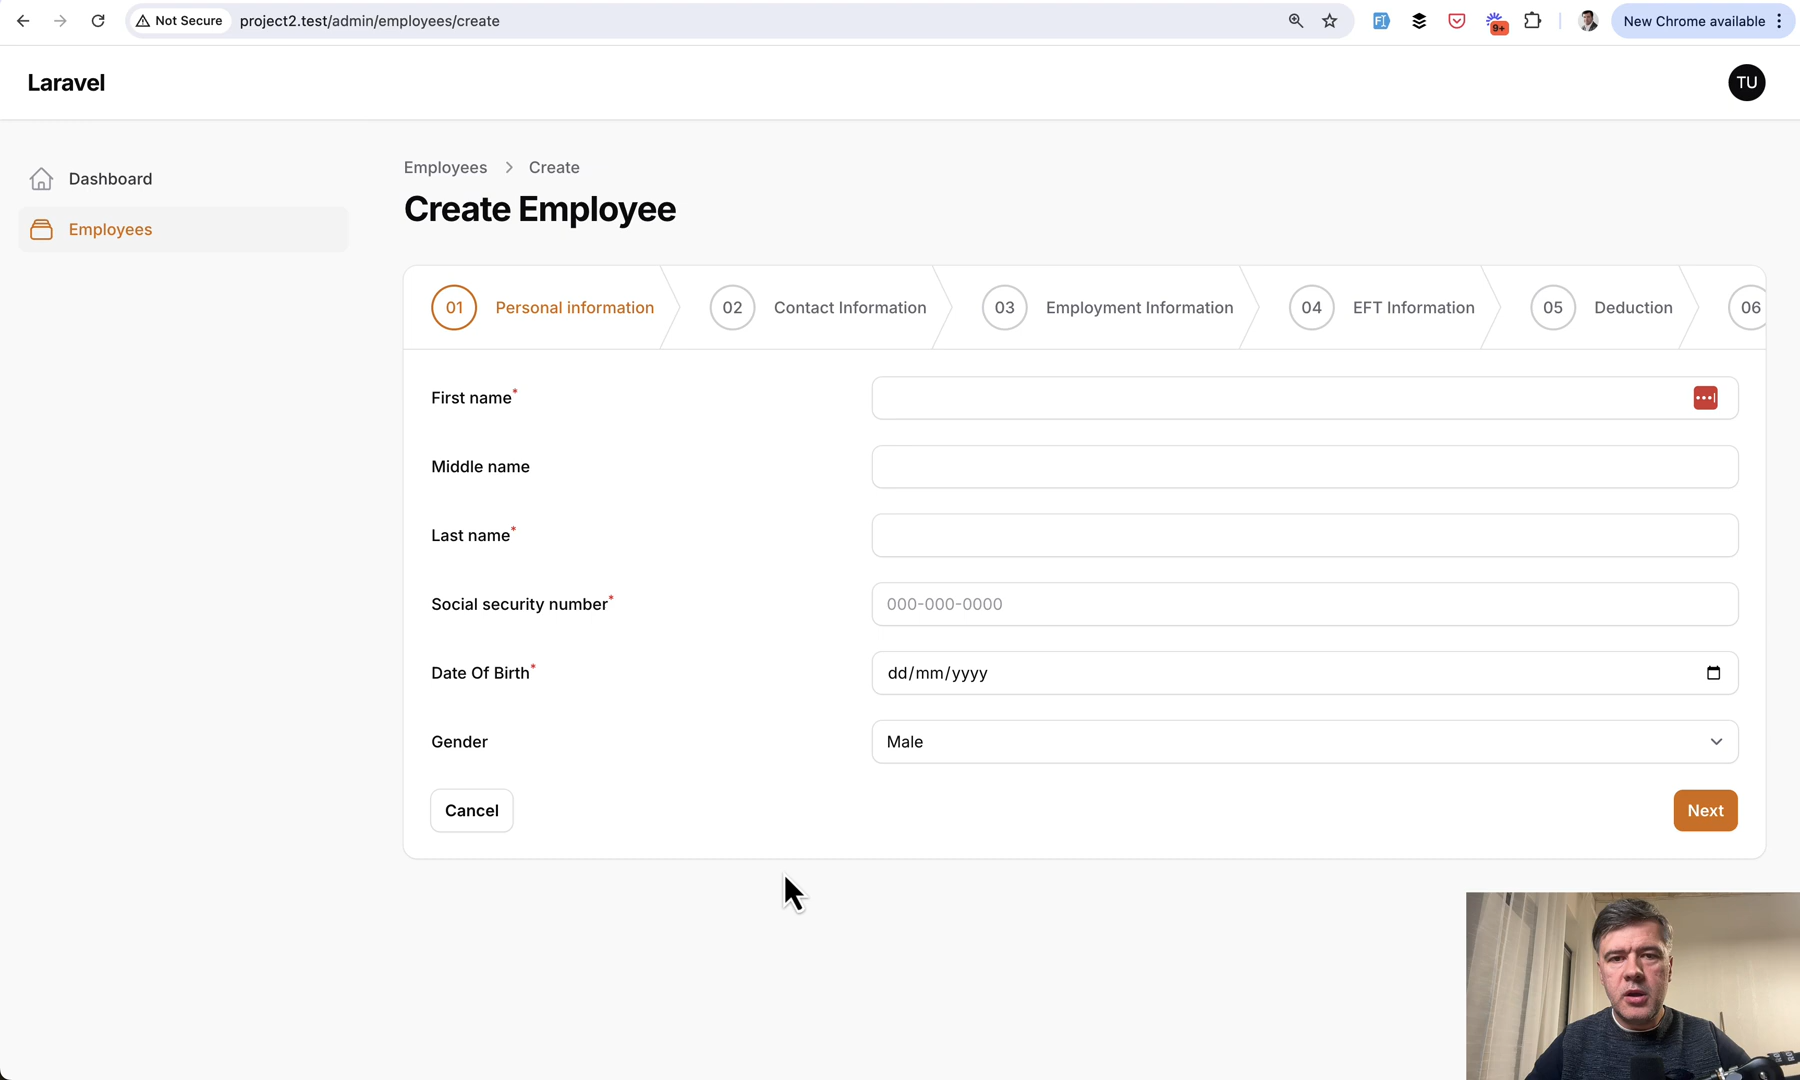 Not Secure project2.test/admin/employees/create
9+
New Chrome available
Laravel
TU
Dashboard
Employees
Employees > Create
Create Employee
01 Personal information
02 Contact Information
03 Employment Information
04 EFT Information
05 Deduction
06
First name*
Middle name
Last name*
Social security number*
000-000-0000
Date Of Birth*
dd/mm/yyyy
Gender
Male
Cancel
Next